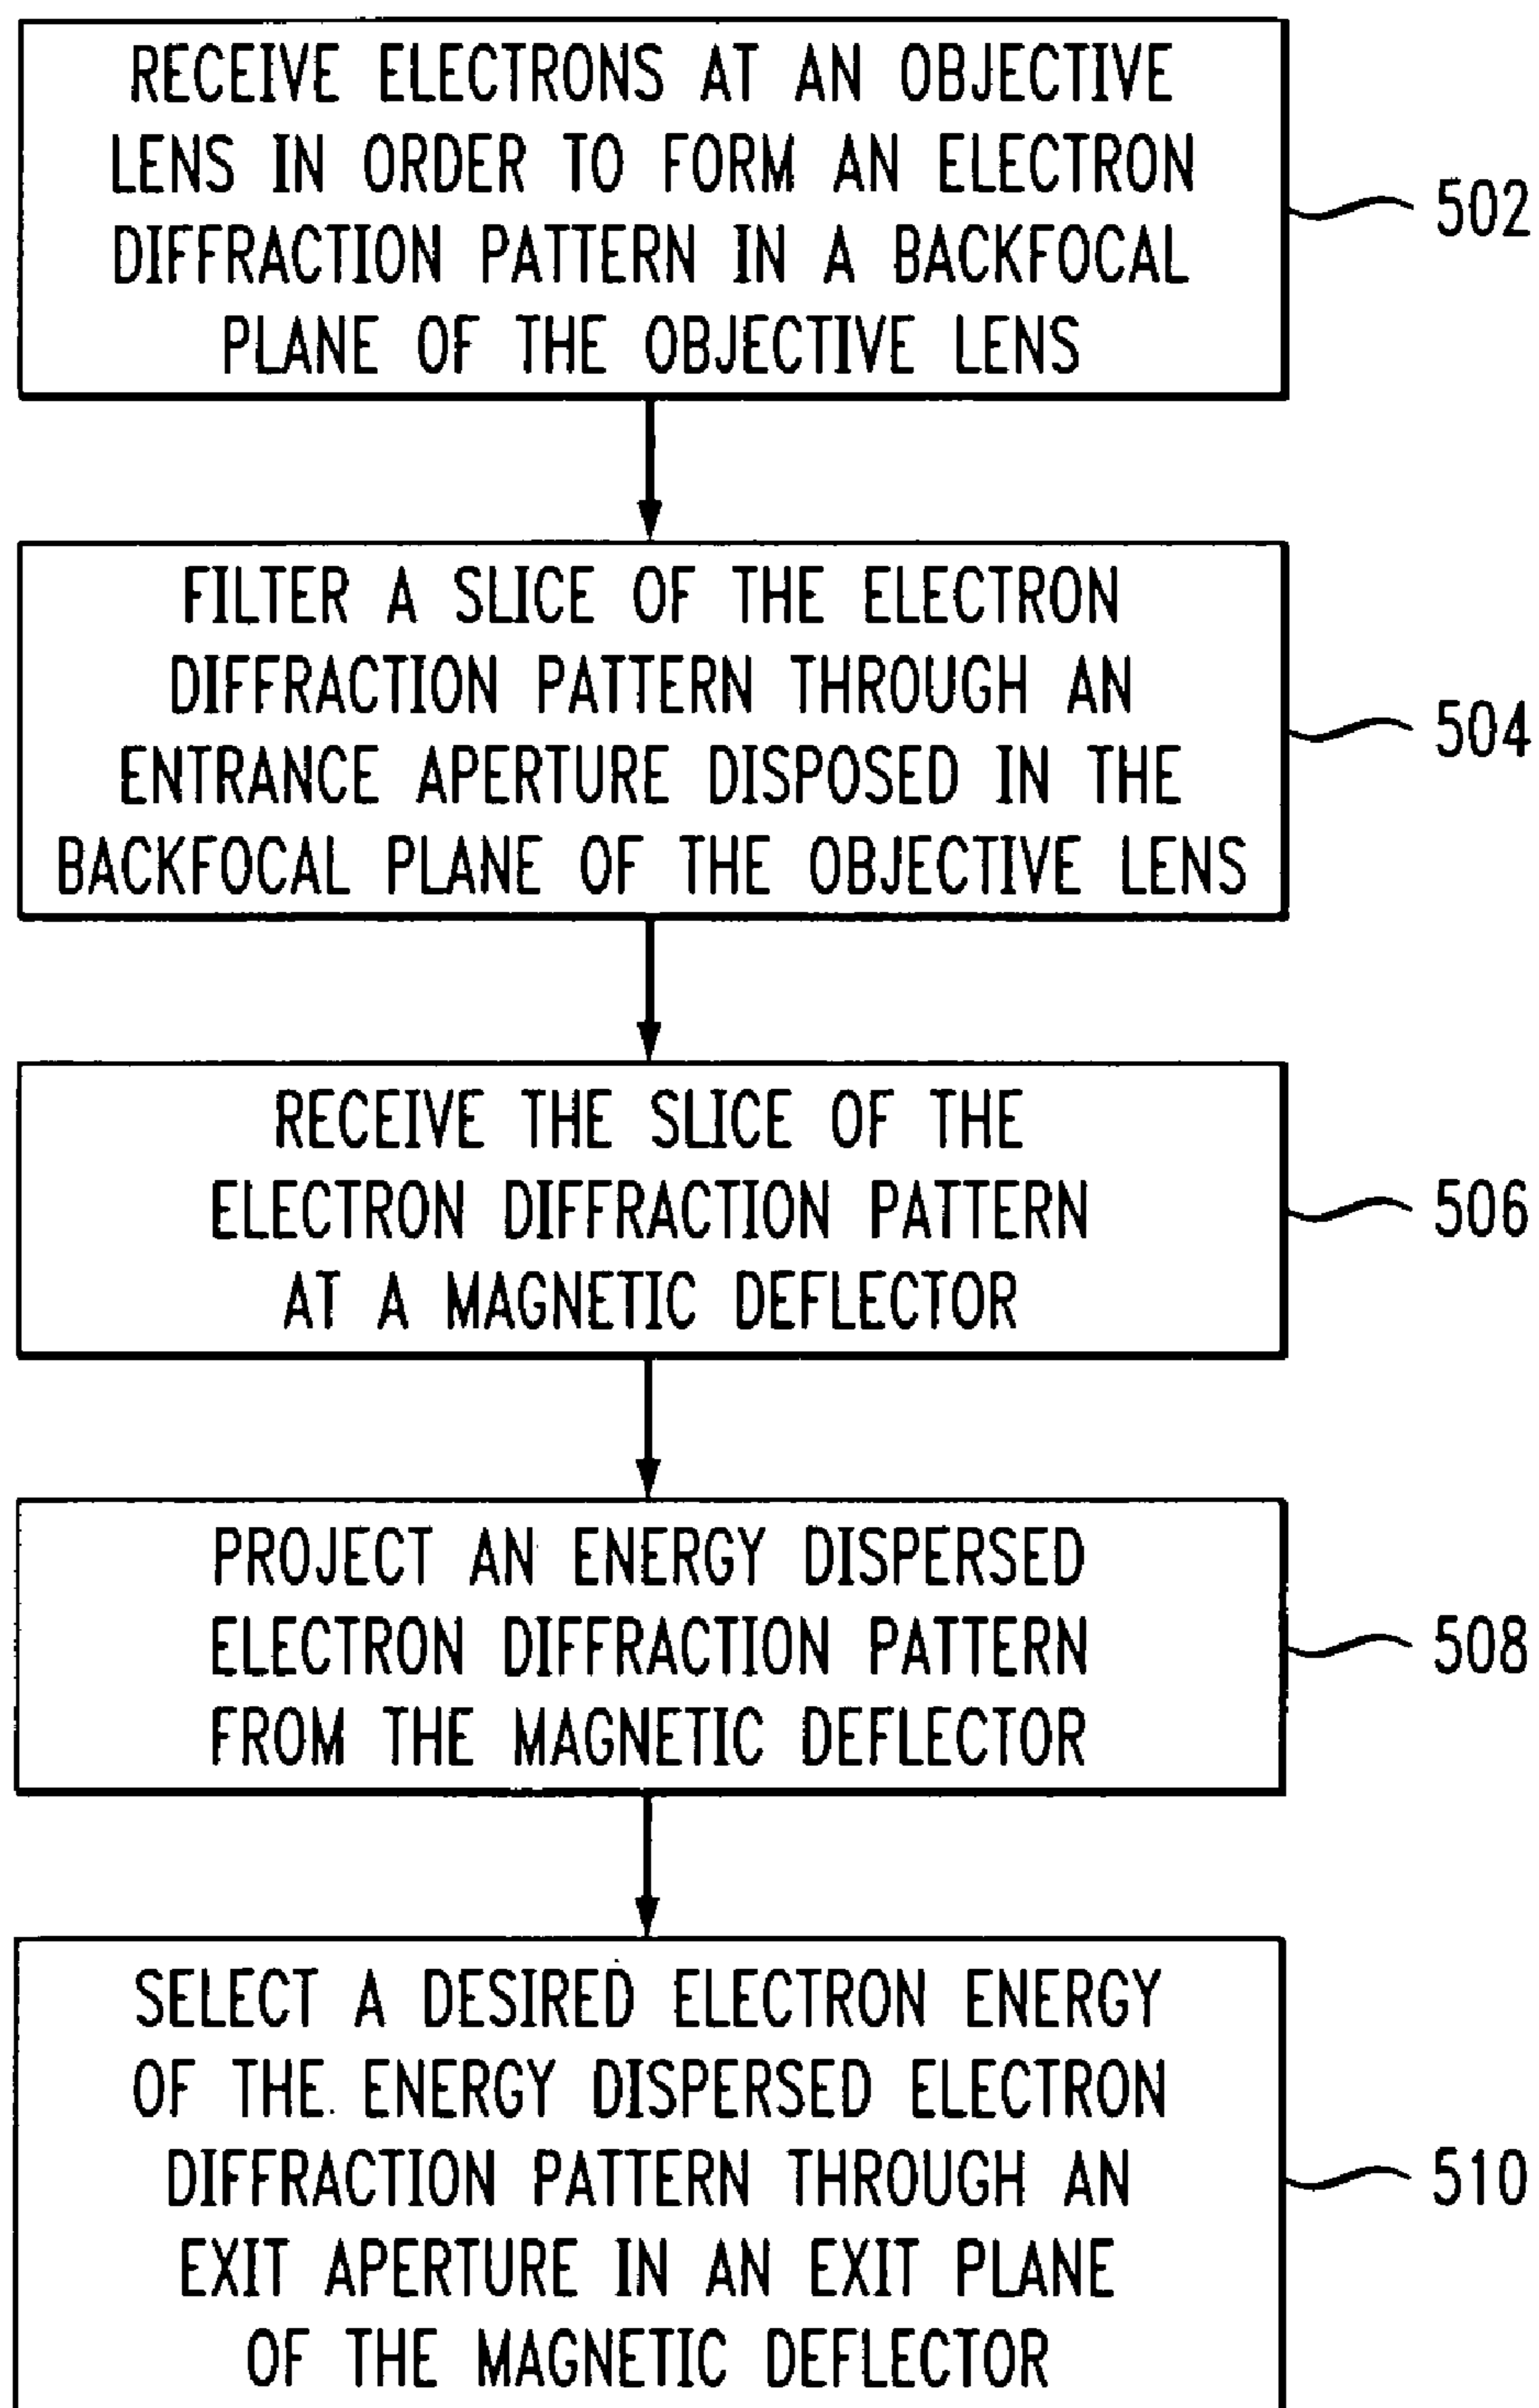 RECEIVE ELECTRONS AT AN OBJECTIVE
LENS IN ORDER TO FORM AN ELECTRON
DIFFRACTION PATTERN IN A BACKFOCAL
PLANE OF THE OBJECTIVE LENS
502
FILTER A SLICE OF THE ELECTRON
DIFFRACTION PATTERN THROUGH AN
ENTRANCE APERTURE DISPOSED IN THE
BACKFOCAL PLANE OF THE OBJECTIVE LENS
504
RECEIVE THE SLICE OF THE
ELECTRON DIFFRACTION PATTERN
AT A MAGNETIC DEFLECTOR
506
PROJECT AN ENERGY DISPERSED
ELECTRON DIFFRACTION PATTERN
FROM THE MAGNETIC DEFLECTOR
508
SELECT A DESIRED ELECTRON ENERGY
OF THE ENERGY DISPERSED ELECTRON
DIFFRACTION PATTERN THROUGH AN
EXIT APERTURE IN AN EXIT PLANE
OF THE MAGNETIC DEFLECTOR
510